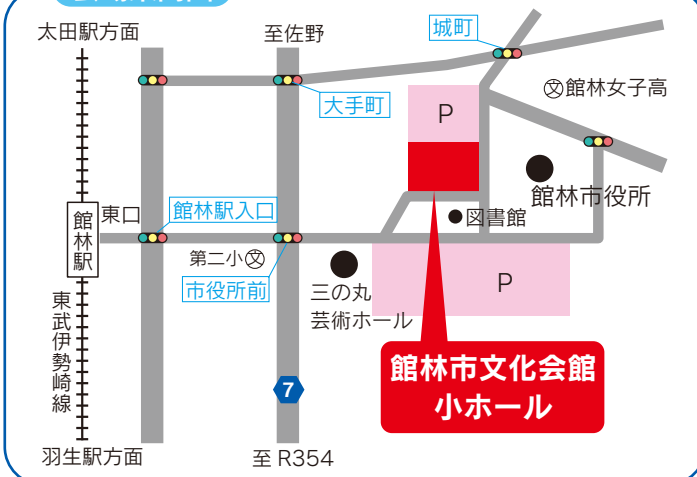 太田駅方面
至佐野
城町
㊫館林女子高
大手町
P
館林市役所
東口
館林駅入口
図書館
館林駅
第二小㊫
市役所前
三の丸
芸術ホール
P
東武伊勢崎線
館林市文化会館
小ホール
7
羽生駅方面
至 R354